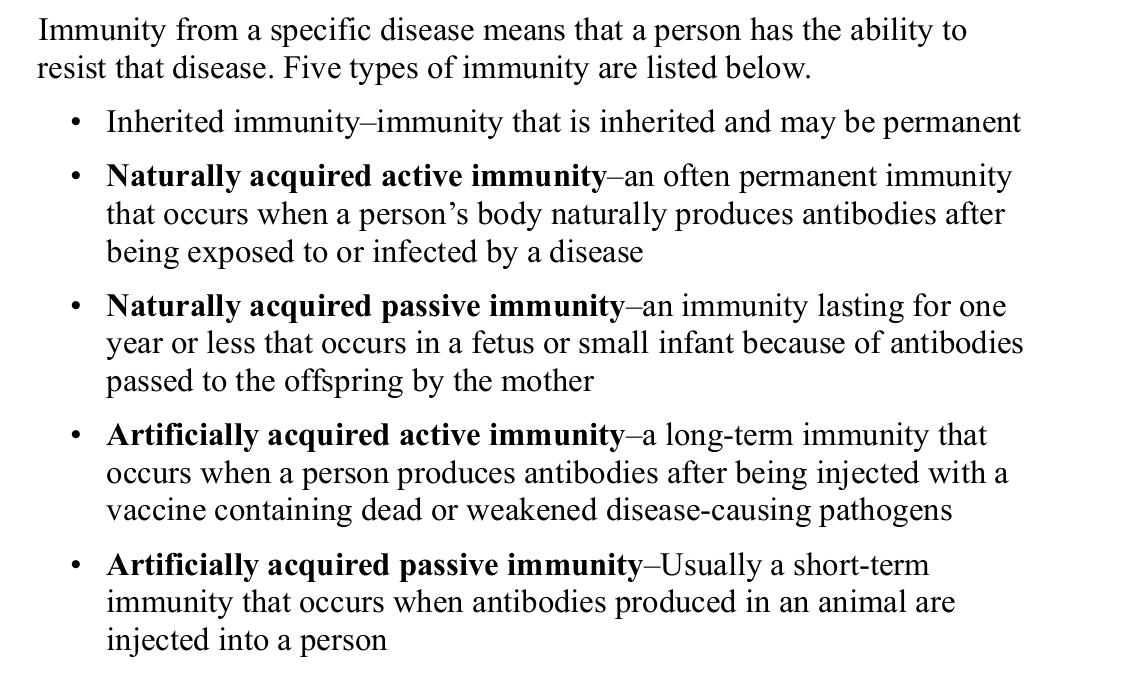 Immunity from a specific disease means that a person has the ability to
resist that disease. Five types of immunity are listed below.
• Inherited immunity–immunity that is inherited and may be permanent
• Naturally acquired active immunity–an often permanent immunity
that occurs when a person’s body naturally produces antibodies after
being exposed to or infected by a disease
• Naturally acquired passive immunity–an immunity lasting for one
year or less that occurs in a fetus or small infant because of antibodies
passed to the offspring by the mother
• Artificially acquired active immunity–a long-term immunity that
occurs when a person produces antibodies after being injected with a
vaccine containing dead or weakened disease-causing pathogens
• Artificially acquired passive immunity–Usually a short-term
immunity that occurs when antibodies produced in an animal are
injected into a person